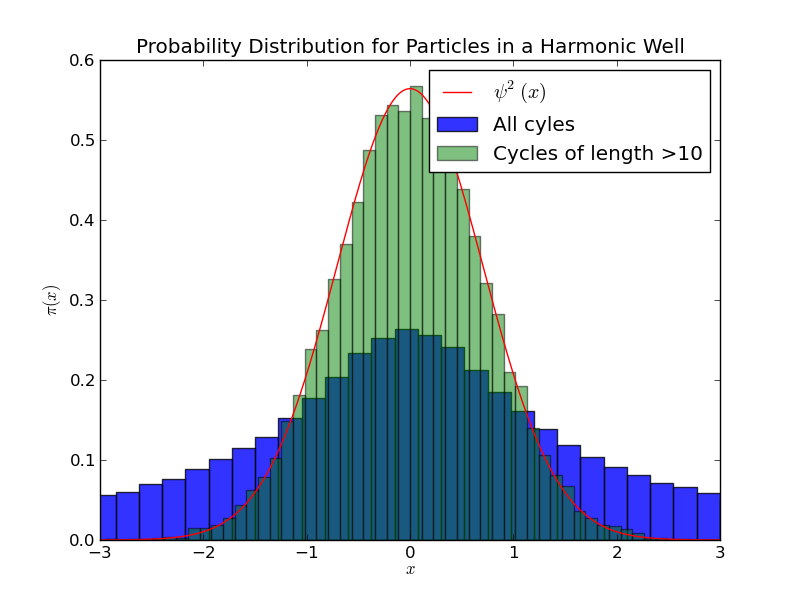 Probability Distribution for Particles in a Harmonic Well
0.6
0.5
0.4
0.3
0.2
0.1
0.0
π(x)
ψ² (x)
All cyles
Cycles of length >10
−3
−2
−1
0
1
2
3
x